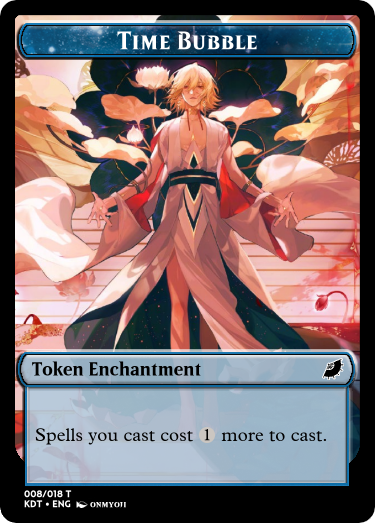 Time Bubble
Token Enchantment
Spells you cast cost 1 more to cast.
008/018 T
KDT • ENG ONMYOJI